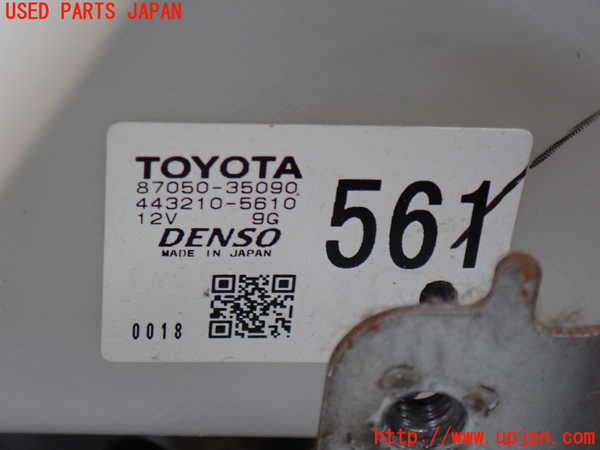 USED PARTS JAPAN
TOYOTA
87050-35090
443210-5610
12V 9G
DENSO
MADE IN JAPAN
561
0018
http://www.upjpn.com/